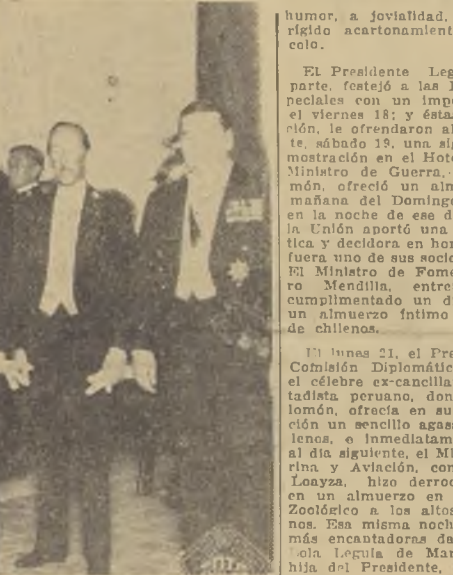 humor, a jovialidad,
rígido acartonamient
colo.
El Presidente Leg
parte, festejó a las
peciales con un imp
el viernes 18; y ésta
ción, le ofrendaron al
te, sábado 19, una si
mostración en el Hote
Ministro de Guerra,
món, ofreció un alm
mañana del Domingo
en la noche de ese d
la Unión aportó una
tica y decidora en hon
fuera uno de sus socio
El Ministro de Fome
ro Mendilla, entre
cumplimentado un d
un almuerzo íntimo
de chilenos.
El lunes 21, el Pre
Comisión Diplomátic
el célebre ex-cancilla
tadista peruano, don
lomón, ofrecía en su
ción un sencillo agas
lenos, e inmediatam
al día siguiente, el Mi
rina y Aviación, con
Loayza, hizo derroc
en un almuerzo en
Zoológico a los altos
nos. Esa misma noch
más encantadoras da
Lola Leguía de Mar
hija del Presidente,